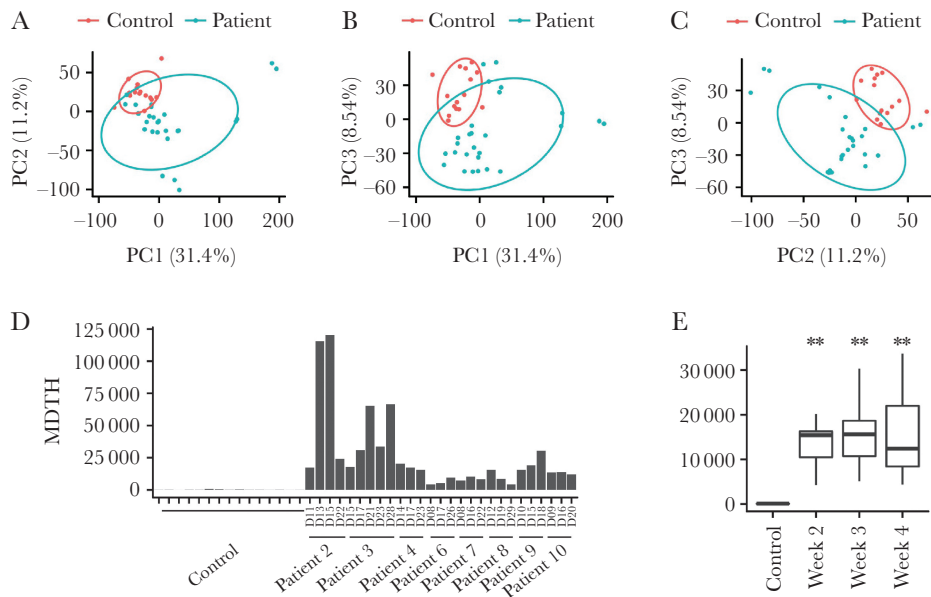 A
Control
Patient
PC2 (11.2%)
50
0
−50
−100
−100
0
100
200
PC1 (31.4%)
B
Control
Patient
PC3 (8.54%)
30
0
−30
−60
−100
0
100
200
PC1 (31.4%)
C
Control
Patient
PC3 (8.54%)
30
0
−30
−60
−100
−50
0
50
PC2 (11.2%)
D
MDTH
125 000
100 000
75 000
50 000
25 000
0
D11 D13 D15 D22 D15 D17 D21 D23 D28 D14 D17 D23 D08 D17 D26 D08 D16 D22 D12 D19 D29 D10 D15 D18 D09 D16 D20
Control
Patient 2
Patient 3
Patient 4
Patient 6
Patient 7
Patient 8
Patient 9
Patient 10
E
** ** **
30 000
20 000
10 000
0
Control
Week 2
Week 3
Week 4